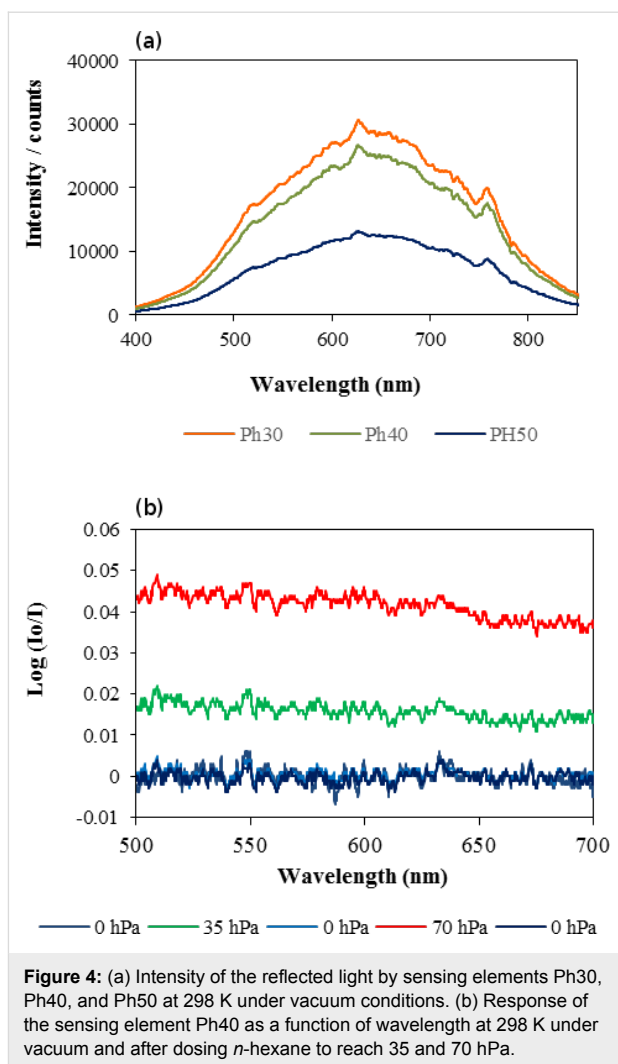 (a)
40000
30000
20000
10000
0
Intensity / counts
400 500 600 700 800
Wavelength (nm)
Ph30 Ph40 PH50
(b)
0.06
0.05
0.04
0.03
0.02
0.01
0
-0.01
Log (Io/I)
500 550 600 650 700
Wavelength (nm)
0 hPa 35 hPa 0 hPa 70 hPa 0 hPa
Figure 4: (a) Intensity of the reflected light by sensing elements Ph30,
Ph40, and Ph50 at 298 K under vacuum conditions. (b) Response of
the sensing element Ph40 as a function of wavelength at 298 K under
vacuum and after dosing n-hexane to reach 35 and 70 hPa.